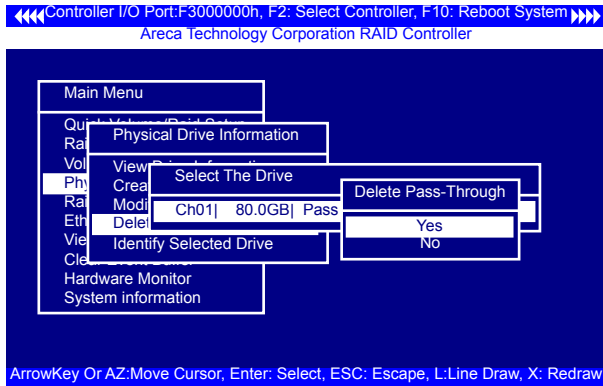 Controller I/O Port:F3000000h, F2: Select Controller, F10: Reboot System
Areca Technology Corporation RAID Controller
Main Menu
Physical Drive Information
View
Select The Drive
Delete Pass-Through
Ch01| 80.0GB| Pass
Yes
No
Identify Selected Drive
Hardware Monitor
System information
ArrowKey Or AZ:Move Cursor, Enter: Select, ESC: Escape, L:Line Draw, X: Redraw